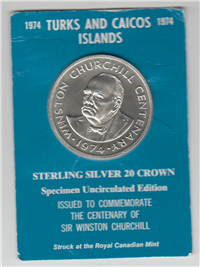 1974 TURKS AND CAICOS 1974
ISLANDS
WINSTON CHURCHILL CENTENARY
·1974·
STERLING SILVER 20 CROWN
Specimen Uncirculated Edition
ISSUED TO COMMEMORATE
THE CENTENARY OF
SIR WINSTON CHURCHILL
Struck at the Royal Canadian Mint